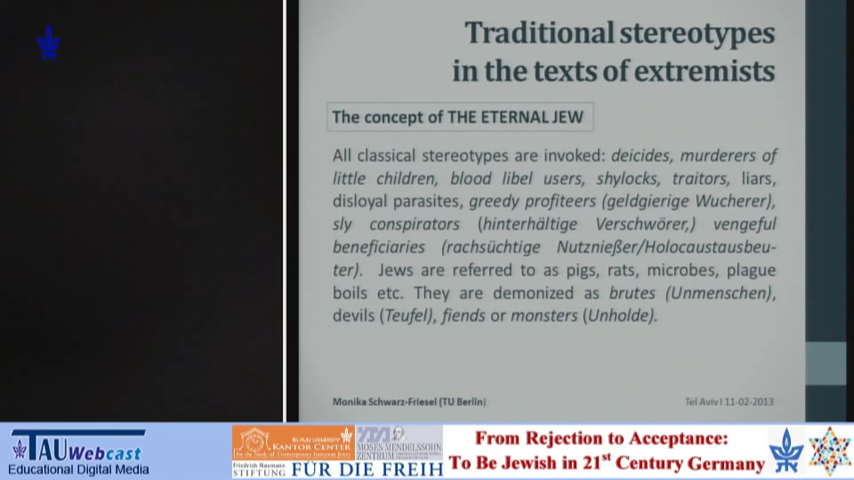 Traditional stereotypes
in the texts of extremists
The concept of THE ETERNAL JEW
All classical stereotypes are invoked: deicides, murderers of
little children, blood libel users, shylocks, traitors, liars,
disloyal parasites, greedy profiteers (geldgierige Wucherer),
sly conspirators (hinterhältige Verschwörer,) vengeful
beneficiaries (rachsüchtige Nutznießer/Holocaustausbeu-
ter). Jews are referred to as pigs, rats, microbes, plague
boils etc. They are demonized as brutes (Unmenschen),
devils (Teufel), fiends or monsters (Unholde).
Monika Schwarz-Friesel (TU Berlin)
Tel Aviv I 11-02-2013
TAUWebcast
Educational Digital Media
KANTOR CENTER
MOSES MENDELSSOHN
ZENTRUM
Friedrich Naumann
STIFTUNG FÜR DIE FREIH
From Rejection to Acceptance:
To Be Jewish in 21st Century Germany